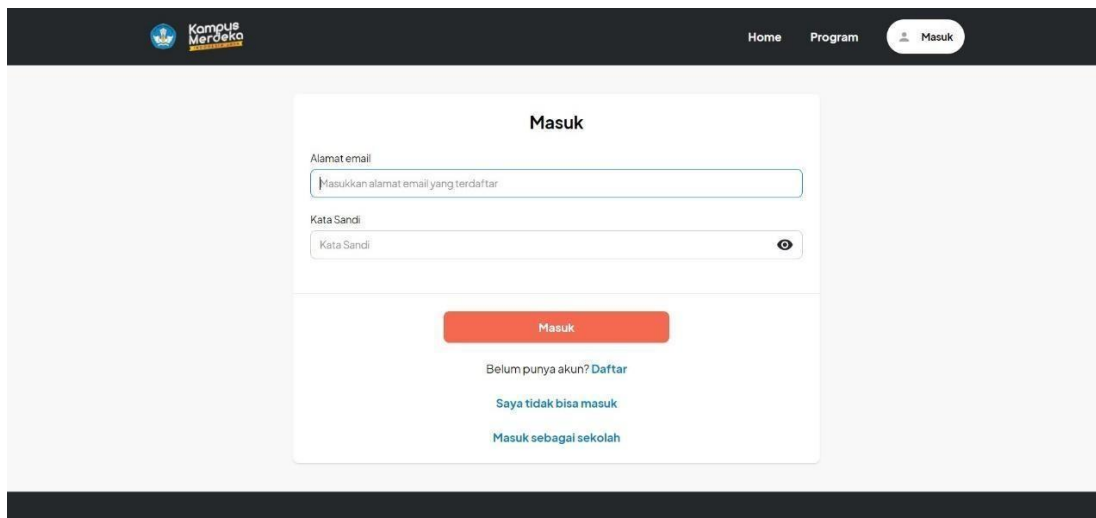 Kampus
Merdeka
Home Program Masuk
Masuk
Alamat email
Masukkan alamat email yang terdaftar
Kata Sandi
Kata Sandi
Masuk
Belum punya akun? Daftar
Saya tidak bisa masuk
Masuk sebagai sekolah